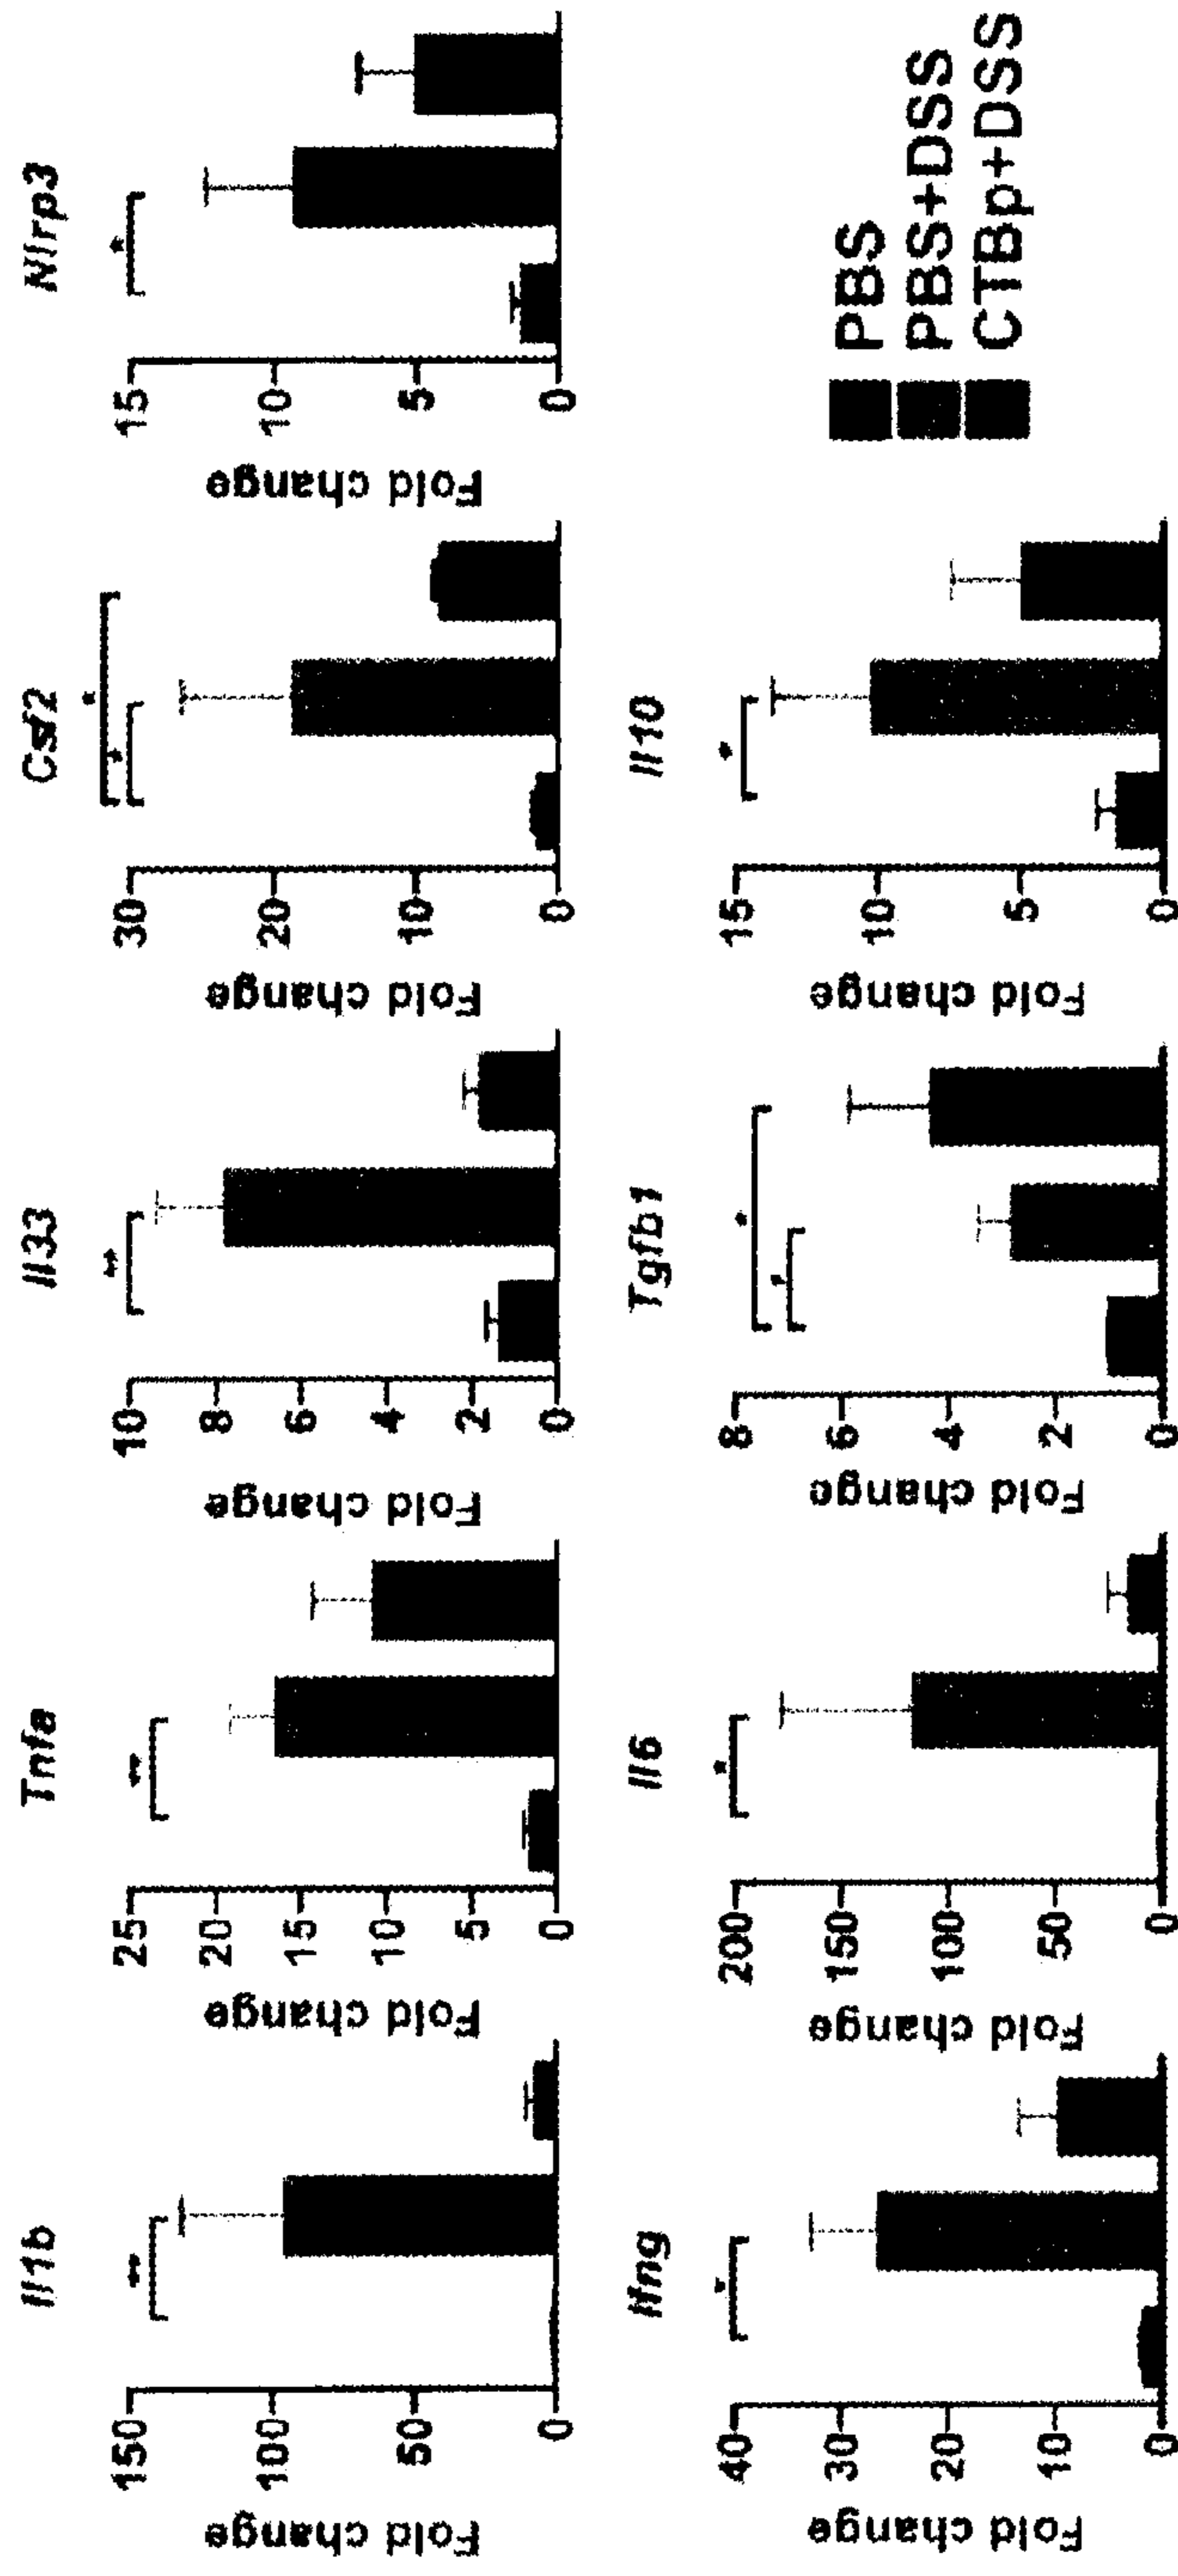 Il1b
Fold change
150
100
50
0
**
Tnfa
Fold change
25
20
15
10
5
0
**
Il33
Fold change
10
8
6
4
2
0
**
Csf2
Fold change
30
20
10
0
*
*
Nlrp3
Fold change
15
10
5
0
*
Ifng
Fold change
40
30
20
10
0
*
Il6
Fold change
200
150
100
50
0
*
Tgfb1
Fold change
8
6
4
2
0
*
*
Il10
Fold change
15
10
5
0
*
PBS
PBS+DSS
CTBp+DSS